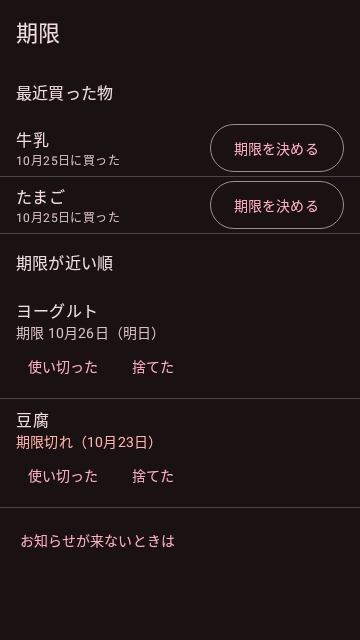 期限
最近買った物
牛乳
10月25日に買った
期限を決める
たまご
10月25日に買った
期限を決める
期限が近い順
ヨーグルト
期限 10月26日（明日）
使い切った 捨てた
豆腐
期限切れ（10月23日）
使い切った 捨てた
お知らせが来ないときは